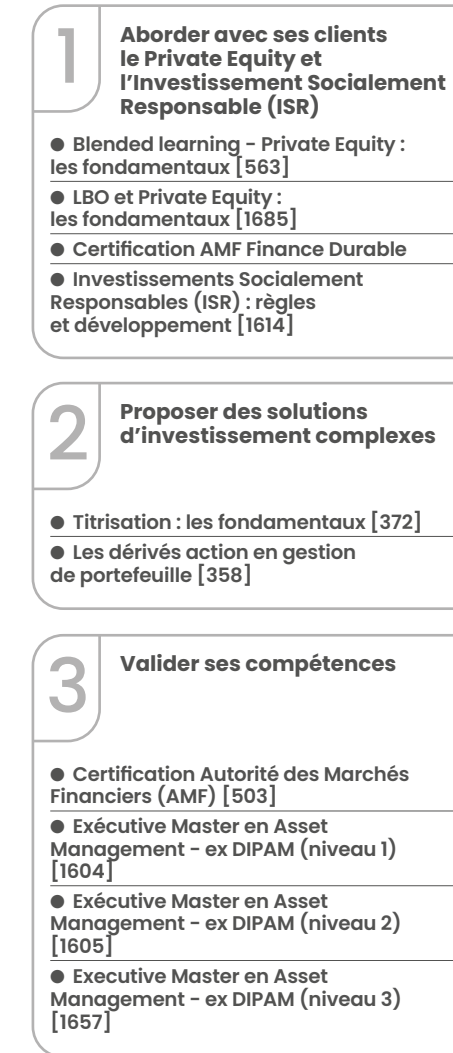 1
Aborder avec ses clients
le Private Equity et
l’Investissement Socialement
Responsable (ISR)
● Blended learning - Private Equity :
les fondamentaux [563]
● LBO et Private Equity :
les fondamentaux [1685]
● Certification AMF Finance Durable
● Investissements Socialement
Responsables (ISR) : règles
et développement [1614]
2
Proposer des solutions
d’investissement complexes
● Titrisation : les fondamentaux [372]
● Les dérivés action en gestion
de portefeuille [358]
3
Valider ses compétences
● Certification Autorité des Marchés
Financiers (AMF) [503]
● Exécutive Master en Asset
Management - ex DIPAM (niveau 1)
[1604]
● Exécutive Master en Asset
Management - ex DIPAM (niveau 2)
[1605]
● Executive Master en Asset
Management - ex DIPAM (niveau 3)
[1657]